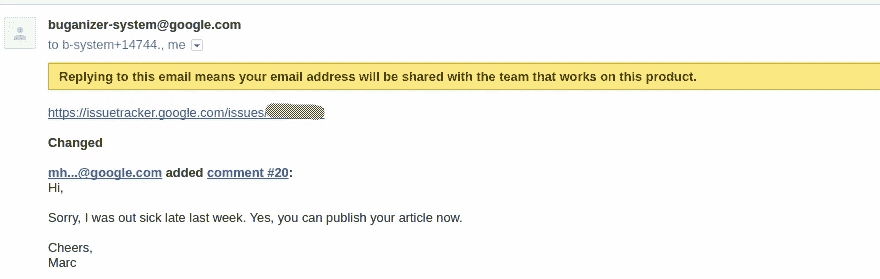 buganizer-system@google.com
to b-system+14744., me
Replying to this email means your email address will be shared with the team that works on this product.
https://issuetracker.google.com/issues/
Changed
mh...@google.com added comment #20:
Hi,
Sorry, I was out sick late last week. Yes, you can publish your article now.
Cheers,
Marc